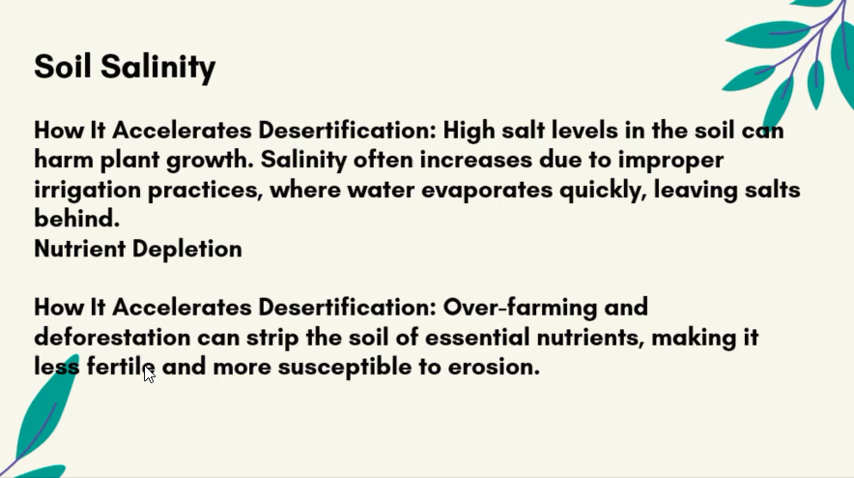 Soil Salinity
How It Accelerates Desertification: High salt levels in the soil can
harm plant growth. Salinity often increases due to improper
irrigation practices, where water evaporates quickly, leaving salts
behind.
Nutrient Depletion
How It Accelerates Desertification: Over-farming and
deforestation can strip the soil of essential nutrients, making it
less fertile and more susceptible to erosion.